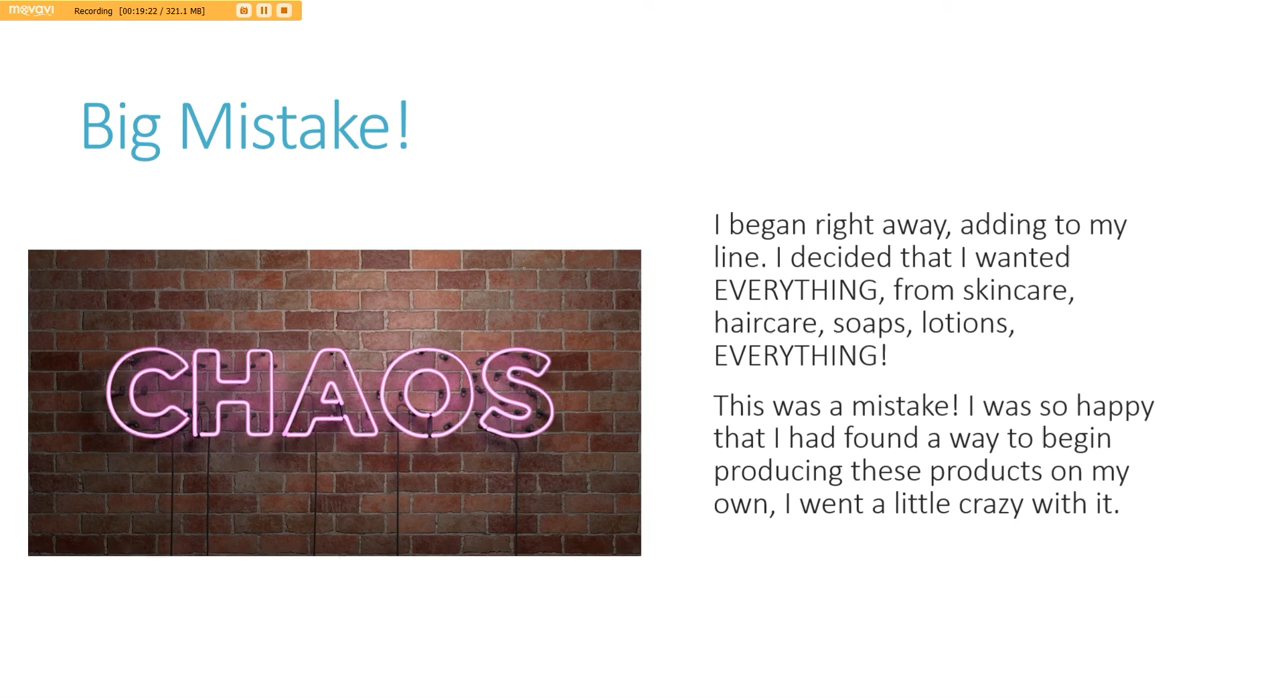 movavi Recording [00:19:22 / 321.1 MB]
Big Mistake!
CHAOS
I began right away, adding to my
line. I decided that I wanted
EVERYTHING, from skincare,
haircare, soaps, lotions,
EVERYTHING!
This was a mistake! I was so happy
that I had found a way to begin
producing these products on my
own, I went a little crazy with it.